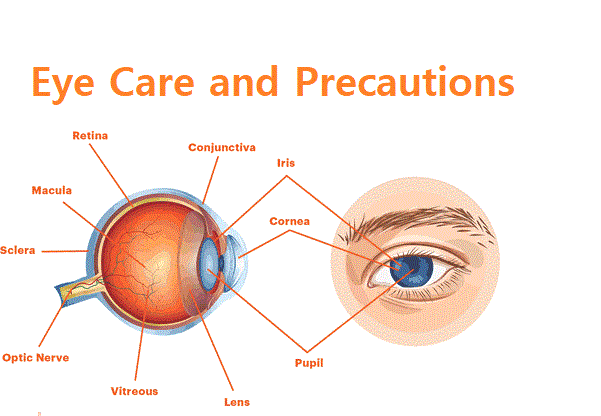 Eye Care and Precautions
Retina
Conjunctiva
Iris
Macula
Cornea
Sclera
Optic Nerve
Pupil
Vitreous
Lens